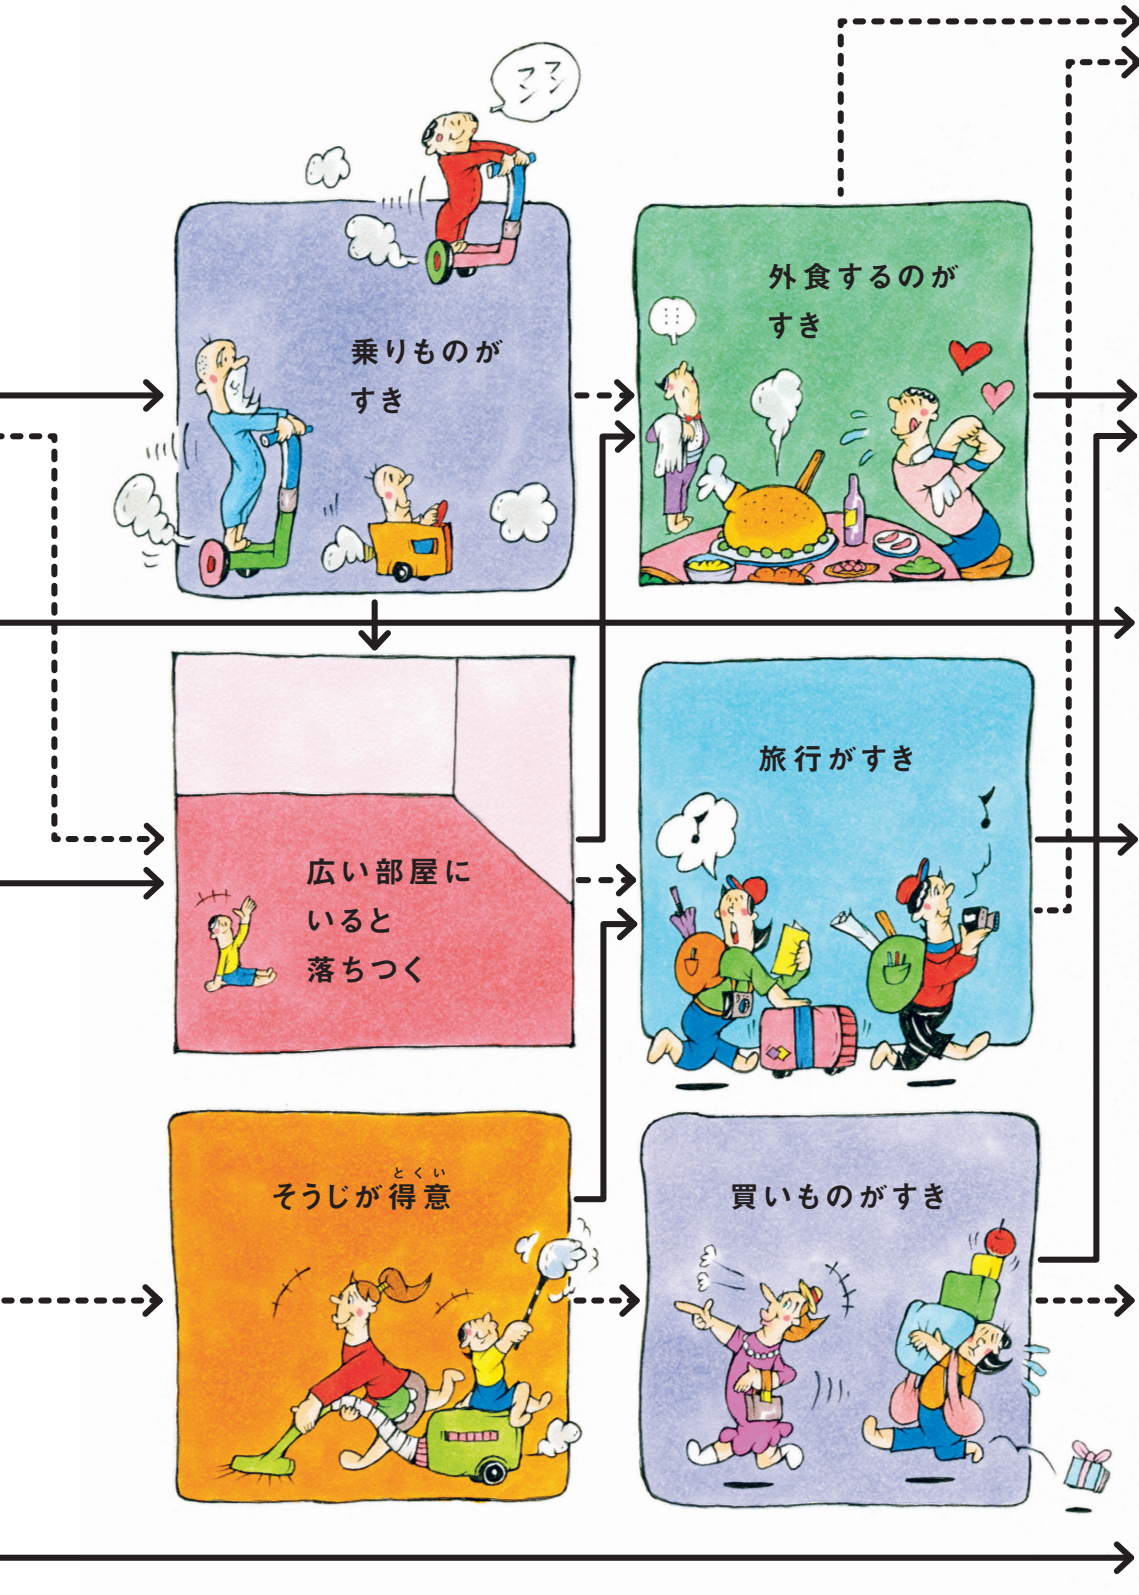 フフ
ンン
乗りものが
すき
外食するのが
すき
広い部屋に
いると
落ちつく
旅行がすき
とくい
そうじが得意
買いものがすき